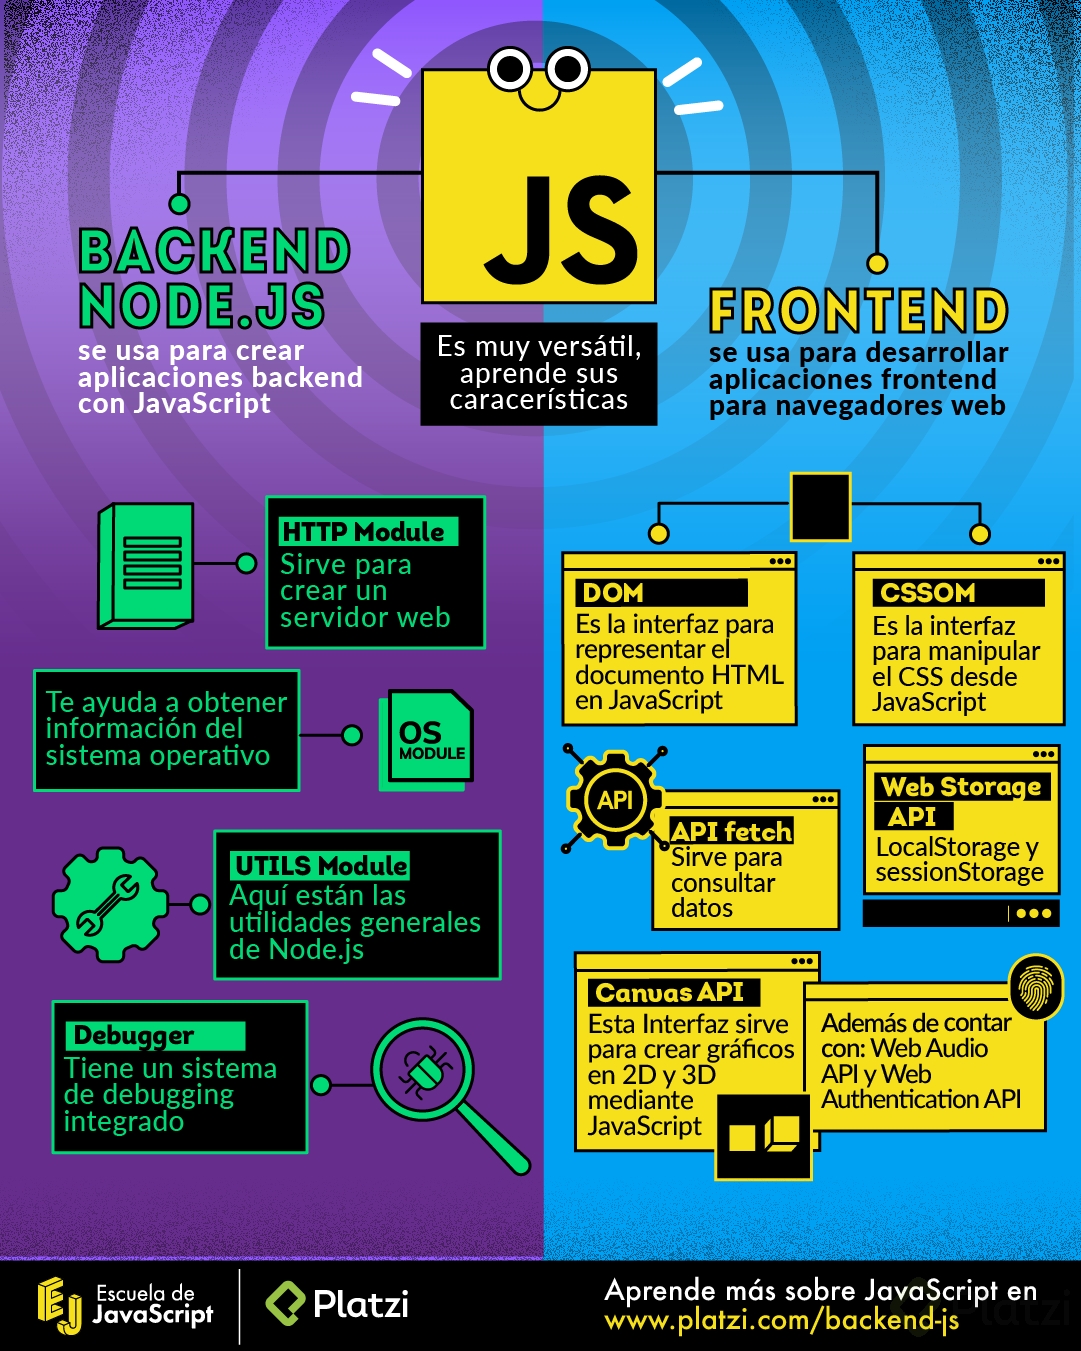 JS
BACKEND
NODE.JS
se usa para crear
aplicaciones backend
con JavaScript
Es muy versátil,
aprende sus
caracerísticas
FRONTEND
se usa para desarrollar
aplicaciones frontend
para navegadores web
HTTP Module
Sirve para
crear un
servidor web
Te ayuda a obtener
información del
sistema operativo
OS
MODULE
UTILS Module
Aquí están las
utilidades generales
de Node.js
Debugger
Tiene un sistema
de debugging
integrado
DOM
Es la interfaz para
representar el
documento HTML
en JavaScript
CSSOM
Es la interfaz
para manipular
el CSS desde
JavaScript
API
API fetch
Sirve para
consultar
datos
Web Storage
API
LocalStorage y
sessionStorage
Canvas API
Esta Interfaz sirve
para crear gráficos
en 2D y 3D
mediante
JavaScript
Además de contar
con: Web Audio
API y Web
Authentication API
EJ
Escuela de
JavaScript
Platzi
Aprende más sobre JavaScript en
www.platzi.com/backend-js
Platzi